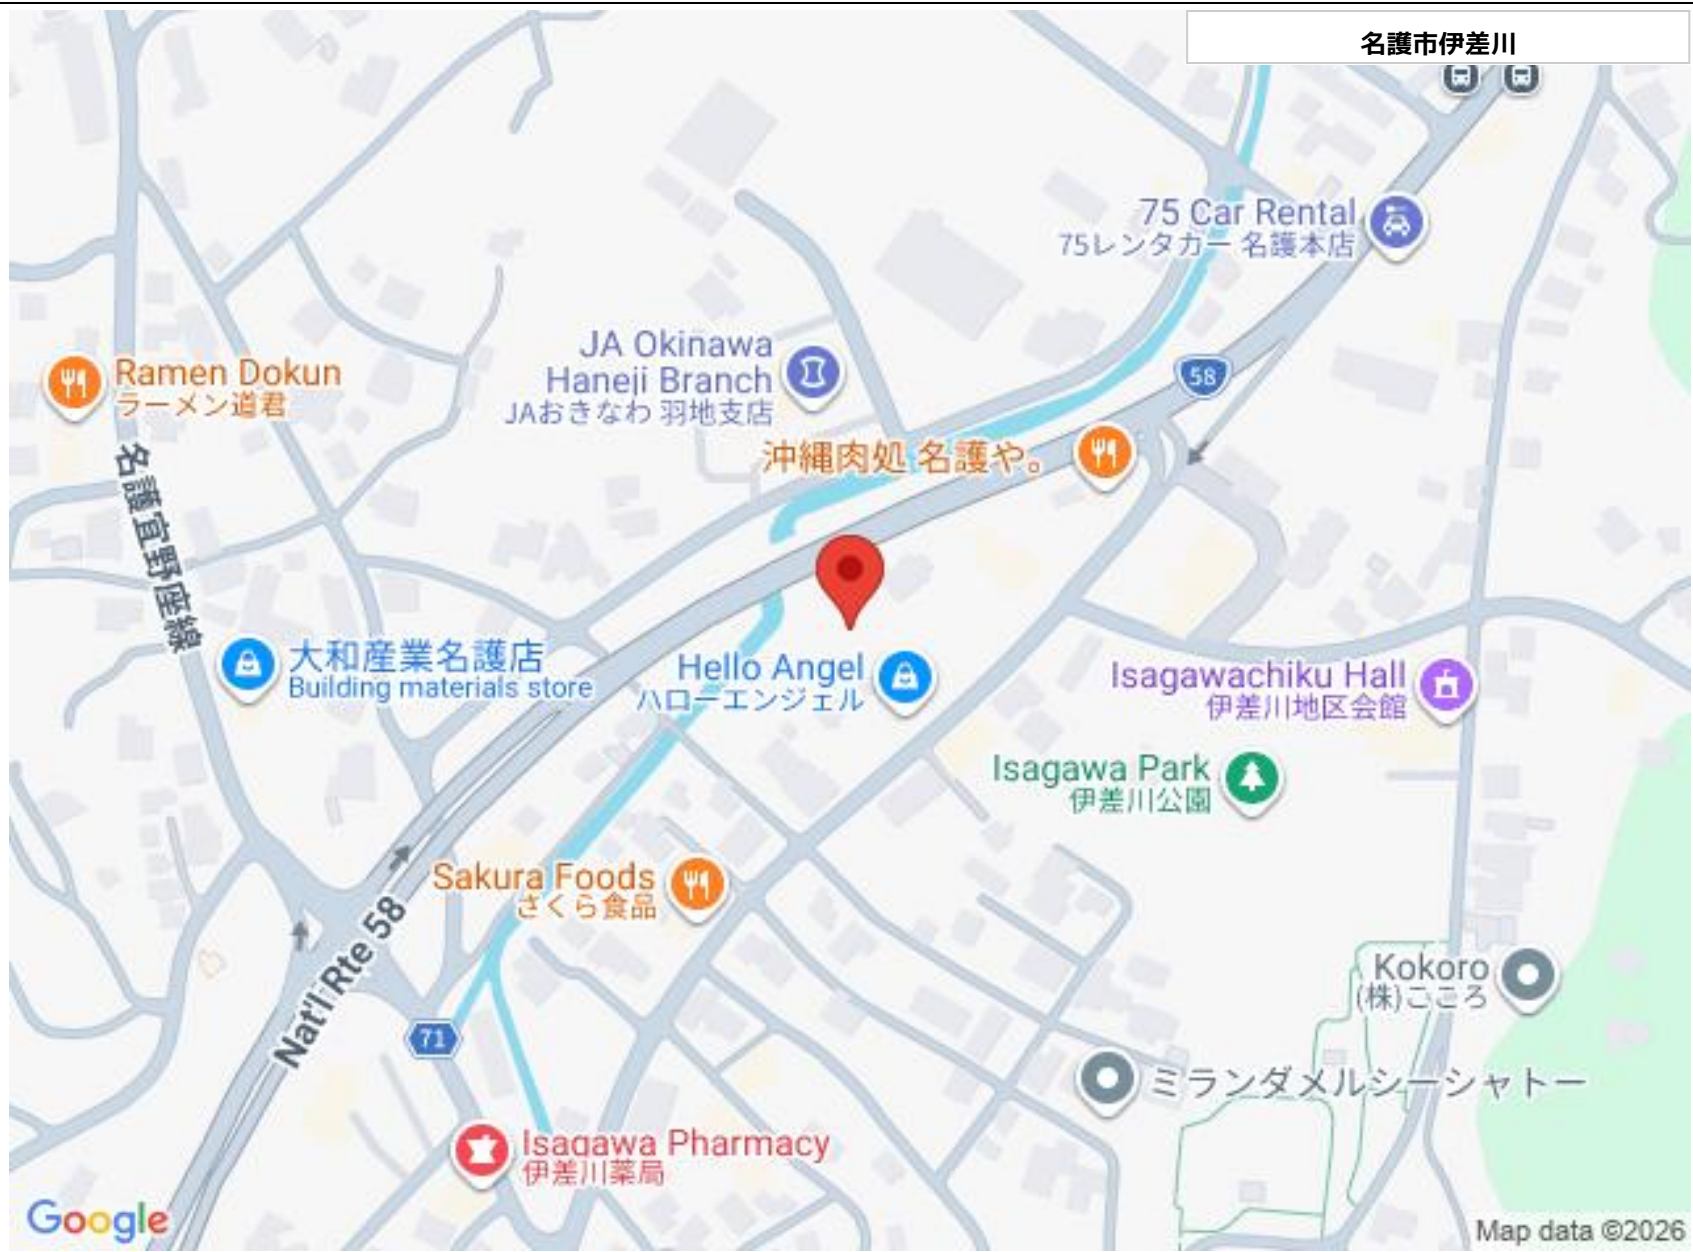 名護市伊差川
75 Car Rental
75レンタカー 名護本店
58
JA Okinawa
Haneji Branch
JAおきなわ 羽地支店
Ramen Dokun
ラーメン道君
沖縄肉処 名護や。
名護宜野座線
大和産業名護店
Building materials store
Hello Angel
ハローエンジェル
Isagawachiku Hall
伊差川地区会館
Isagawa Park
伊差川公園
Sakura Foods
さくら食品
Nat'l Rte 58
Kokoro
(株)こころ
71
ミランダメルシーシャトー
Isagawa Pharmacy
伊差川薬局
Google
Map data ©2026